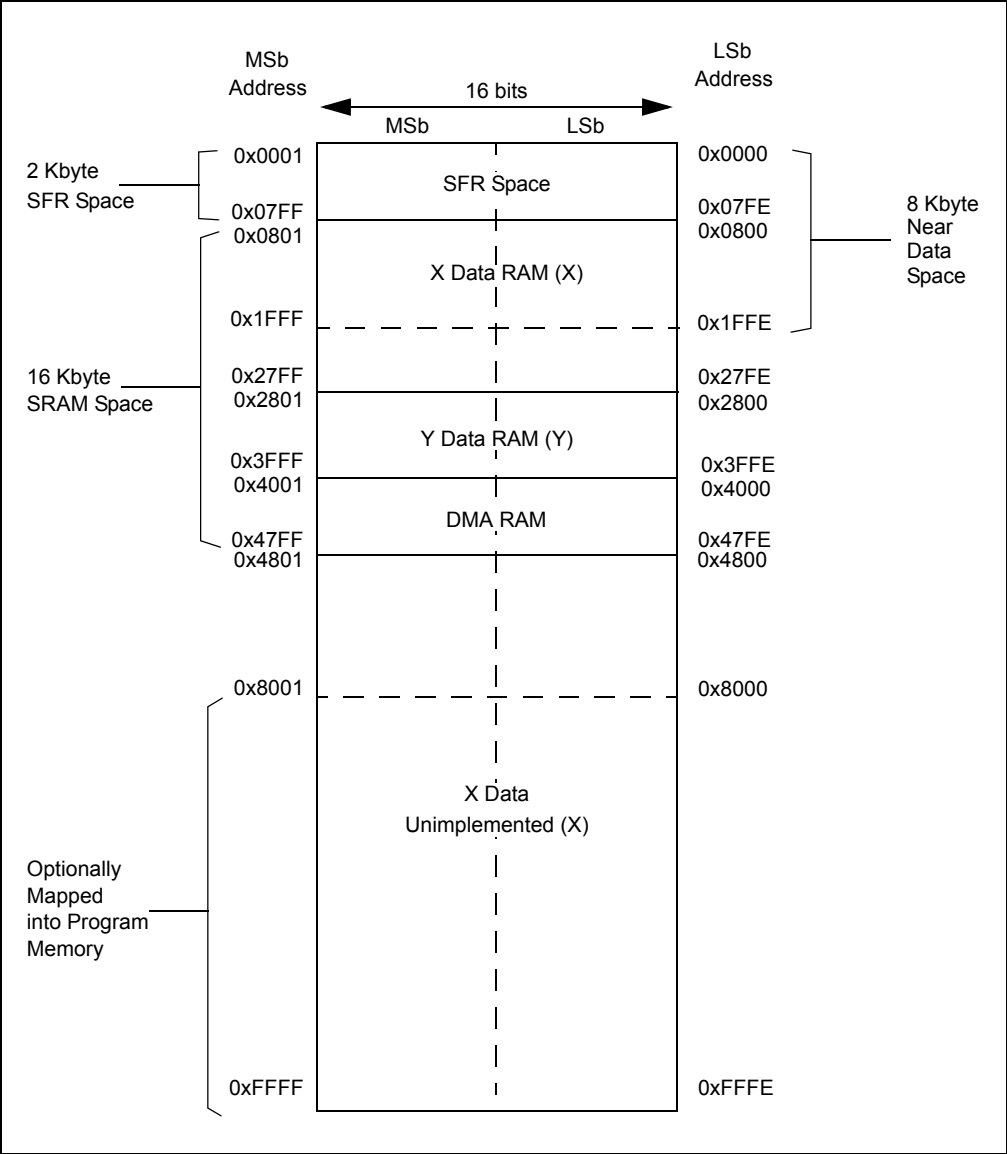 MSb
Address
LSb
Address
16 bits
MSb LSb
2 Kbyte
SFR Space
0x0001
0x07FF
0x0801
SFR Space
0x0000
0x07FE
0x0800
8 Kbyte
Near
Data
Space
X Data RAM (X)
0x1FFF
0x1FFE
16 Kbyte
SRAM Space
0x27FF
0x2801
0x27FE
0x2800
Y Data RAM (Y)
0x3FFF
0x4001
0x3FFE
0x4000
DMA RAM
0x47FF
0x4801
0x47FE
0x4800
0x8001
0x8000
X Data
Unimplemented (X)
Optionally
Mapped
into Program
Memory
0xFFFF
0xFFFE